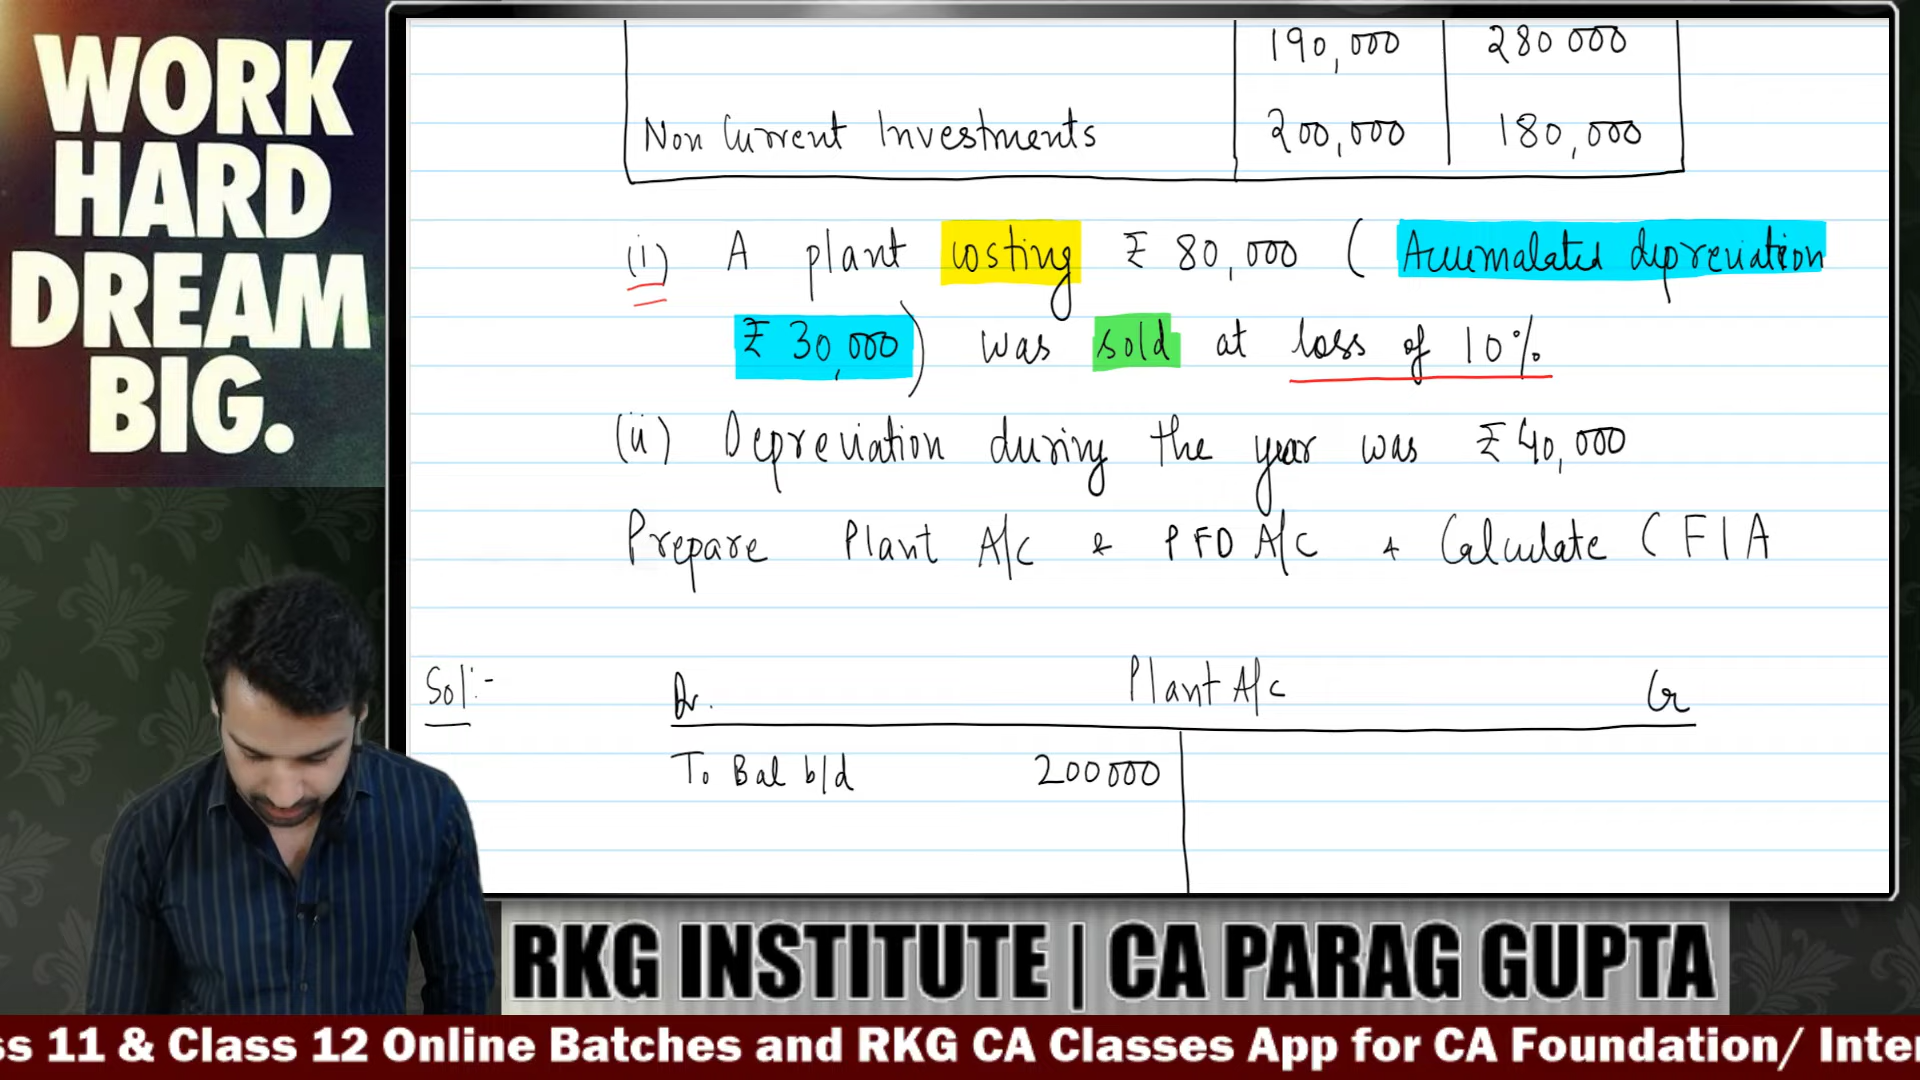 WORK
HARD
DREAM
BIG.
190,000 280 000
Non Current Investments 200,000 180,000
(i) A plant costing ₹ 80,000 ( Accumalated depreciation
₹ 30,000) was sold at loss of 10%
(ii) Depreciation during the year was ₹ 40,000
Prepare Plant A/c & PFD A/c & Calculate CFIA
Sol:-
Dr. Plant A/c Cr
To Bal b/d 200000
RKG INSTITUTE | CA PARAG GUPTA
ss 11 & Class 12 Online Batches and RKG CA Classes App for CA Foundation/ Inter